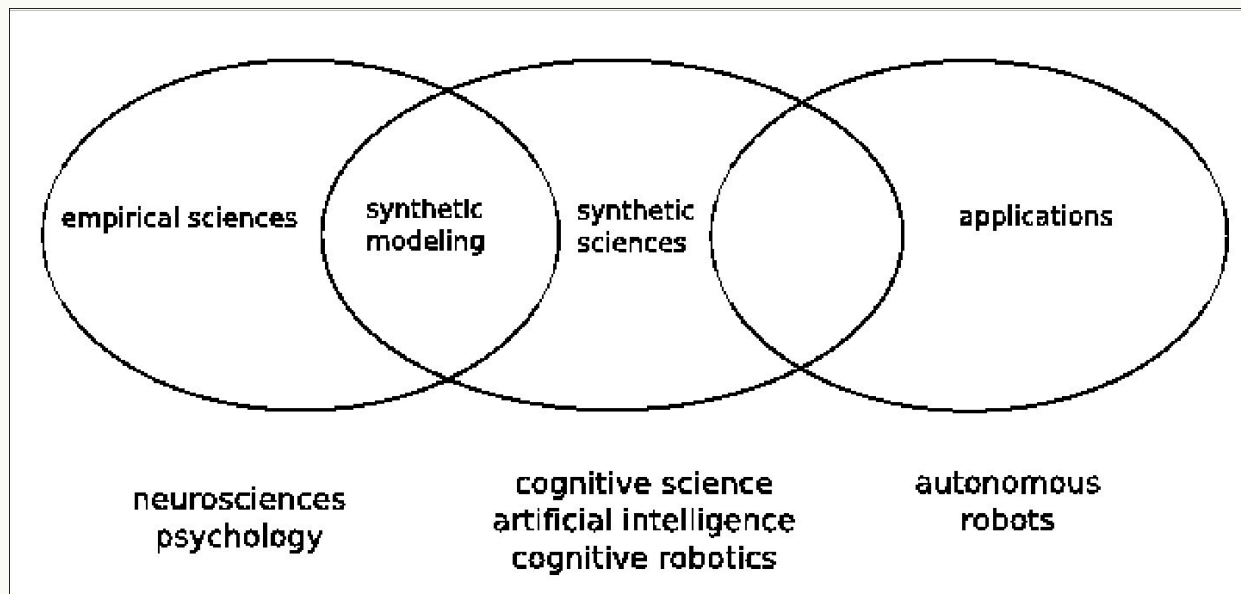 empirical sciences
synthetic
modeling
synthetic
sciences
applications
neurosciences
psychology
cognitive science
artificial intelligence
cognitive robotics
autonomous
robots